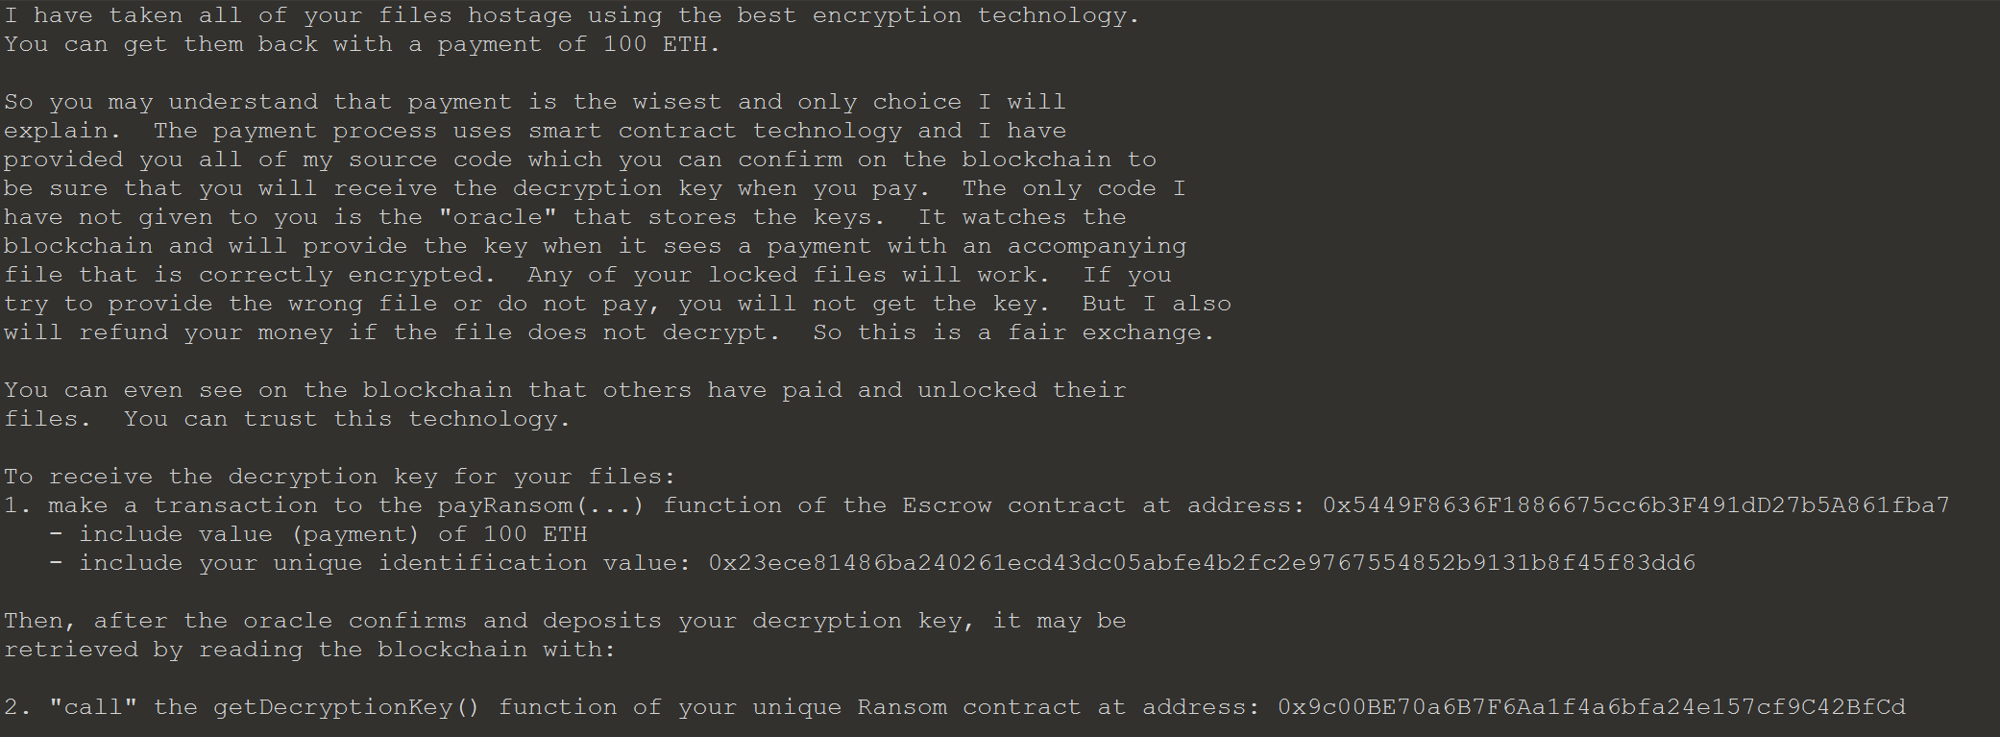 I have taken all of your files hostage using the best encryption technology.
You can get them back with a payment of 100 ETH.
So you may understand that payment is the wisest and only choice I will
explain.  The payment process uses smart contract technology and I have
provided you all of my source code which you can confirm on the blockchain to
be sure that you will receive the decryption key when you pay.  The only code I
have not given to you is the "oracle" that stores the keys.  It watches the
blockchain and will provide the key when it sees a payment with an accompanying
file that is correctly encrypted.  Any of your locked files will work.  If you
try to provide the wrong file or do not pay, you will not get the key.  But I also
will refund your money if the file does not decrypt.  So this is a fair exchange.
You can even see on the blockchain that others have paid and unlocked their
files.  You can trust this technology.
To receive the decryption key for your files:
1. make a transaction to the payRansom(...) function of the Escrow contract at address: 0x5449F8636F1886675cc6b3F491dD27b5A861fba7
- include value (payment) of 100 ETH
- include your unique identification value: 0x23ece81486ba240261ecd43dc05abfe4b2fc2e9767554852b9131b8f45f83dd6
Then, after the oracle confirms and deposits your decryption key, it may be
retrieved by reading the blockchain with:
2. "call" the getDecryptionKey() function of your unique Ransom contract at address: 0x9c00BE70a6B7F6Aa1f4a6bfa24e157cf9C42BfCd